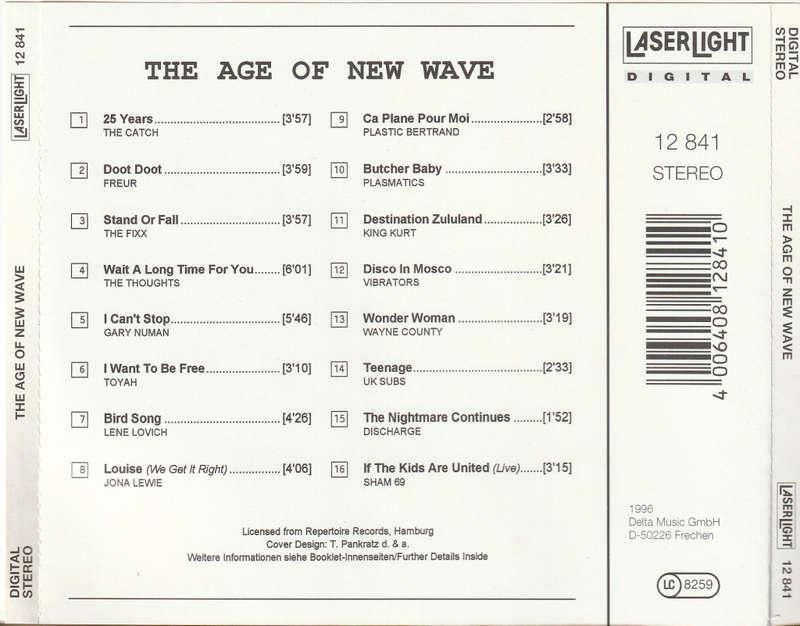 THE AGE OF NEW WAVE
1 25 Years [3'57]
THE CATCH
2 Doot Doot [3'59]
FREUR
3 Stand Or Fall [3'57]
THE FIXX
4 Wait A Long Time For You [6'01]
THE THOUGHTS
5 I Can't Stop [5'46]
GARY NUMAN
6 I Want To Be Free [3'10]
TOYAH
7 Bird Song [4'26]
LENE LOVICH
8 Louise (We Get It Right) [4'06]
JONA LEWIE
9 Ca Plane Pour Moi [2'58]
PLASTIC BERTRAND
10 Butcher Baby [3'33]
PLASMATICS
11 Destination Zululand [3'26]
KING KURT
12 Disco In Mosco [3'21]
VIBRATORS
13 Wonder Woman [3'19]
WAYNE COUNTY
14 Teenage [2'33]
UK SUBS
15 The Nightmare Continues [1'52]
DISCHARGE
16 If The Kids Are United (Live) [3'15]
SHAM 69
Licensed from Repertoire Records, Hamburg
Cover Design: T. Pankratz d. & a.
Weitere Informationen siehe Booklet-Innenseiten/Further Details Inside
LASERLIGHT
DIGITAL
12 841
STEREO
4 006408 128410
1996
Delta Music GmbH
D-50226 Frechen
LC 8259
DIGITAL
STEREO
THE AGE OF NEW WAVE
LASERLIGHT
12 841
DIGITAL
STEREO
THE AGE OF NEW WAVE
LASERLIGHT
12 841